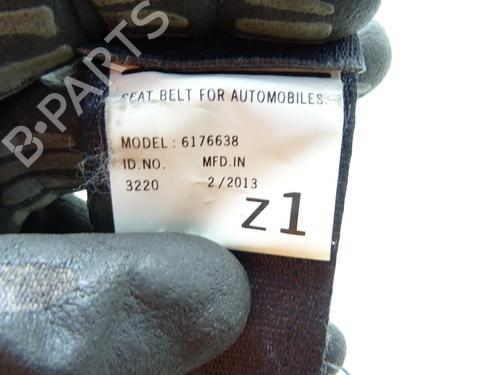 SEAT BELT FOR AUTOMOBILES.
MODEL : 6176638
ID.NO. MFD.IN
3220 2/2013
Z1
B-PARTS